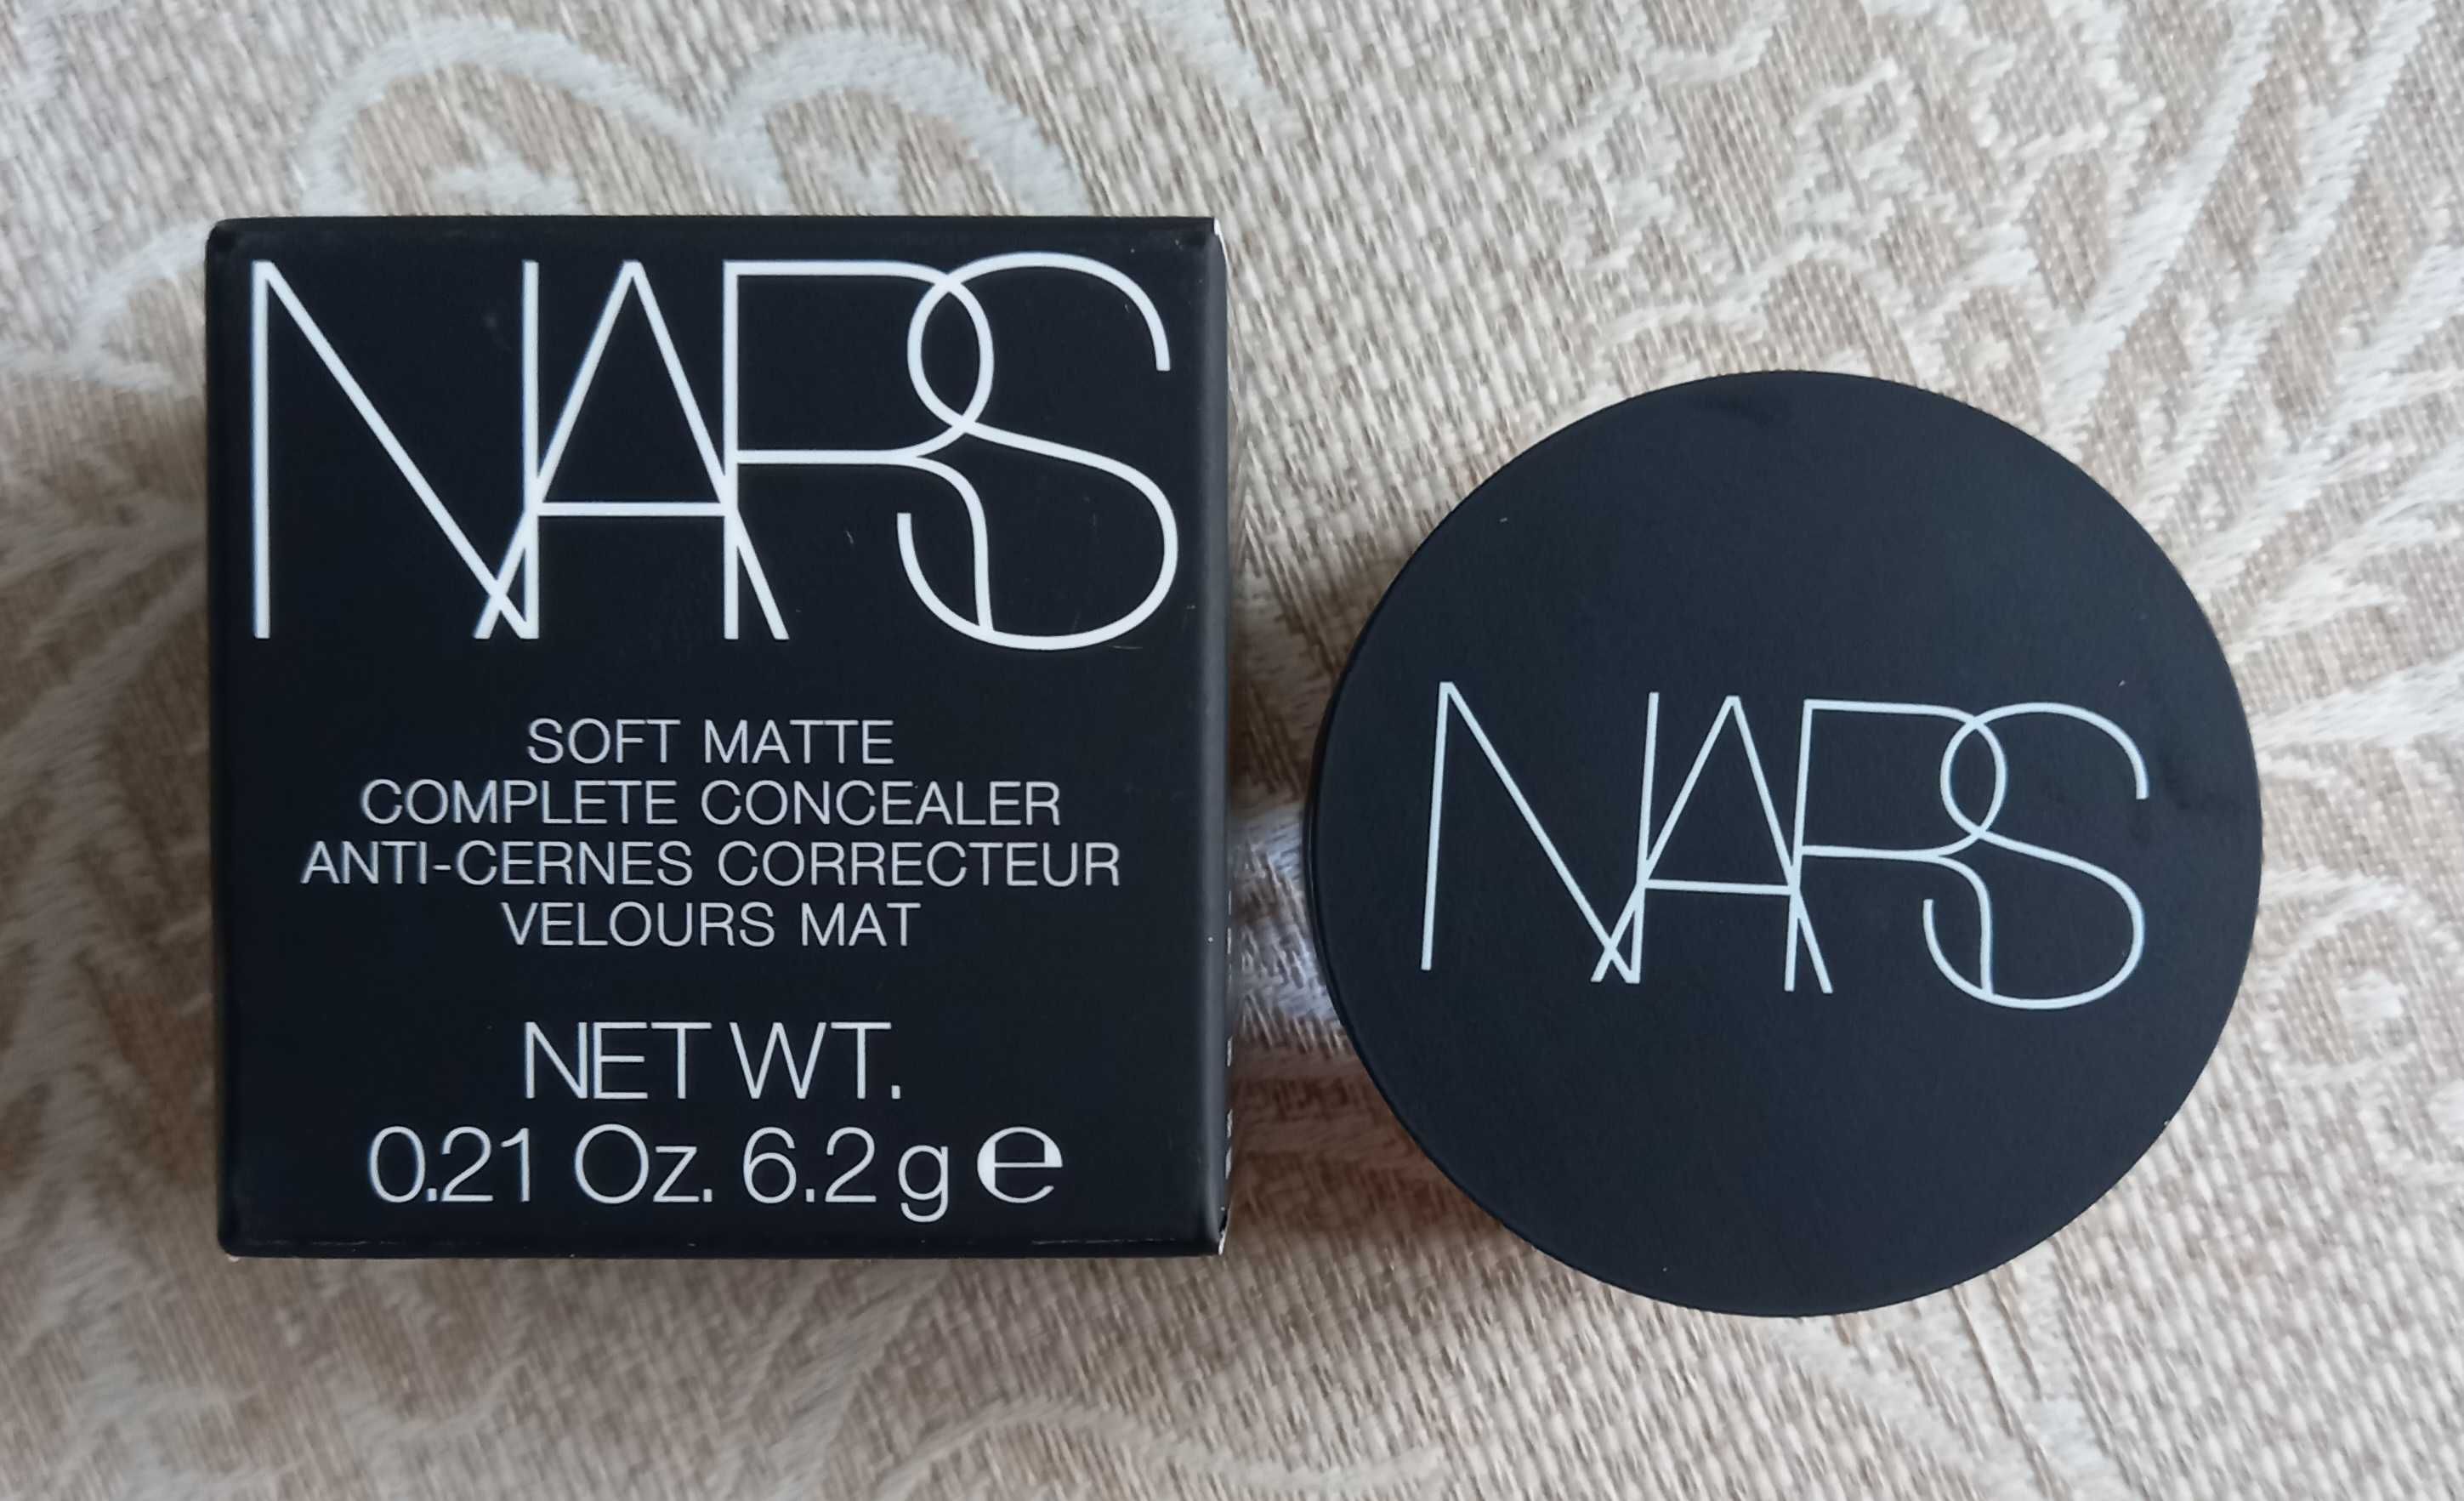 NARS
SOFT MATTE
COMPLETE CONCEALER
ANTI-CERNES CORRECTEUR
VELOURS MAT
NET WT.
0.21 Oz. 6.2 g e
NARS